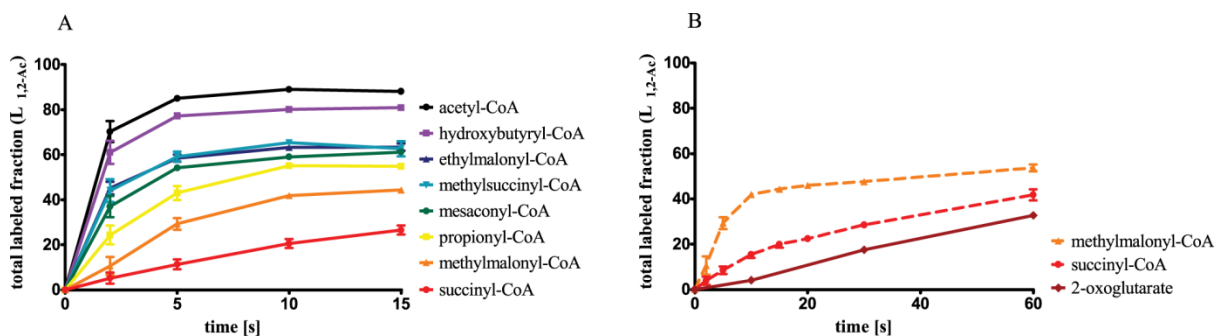 A
total labeled fraction (L 1,2-Ac)
100
80
60
40
20
0
0 5 10 15
time [s]
acetyl-CoA
hydroxybutyryl-CoA
ethylmalonyl-CoA
methylsuccinyl-CoA
mesaconyl-CoA
propionyl-CoA
methylmalonyl-CoA
succinyl-CoA
B
total labeled fraction (L 1,2-Ac)
100
80
60
40
20
0
0 20 40 60
time [s]
methylmalonyl-CoA
succinyl-CoA
2-oxoglutarate